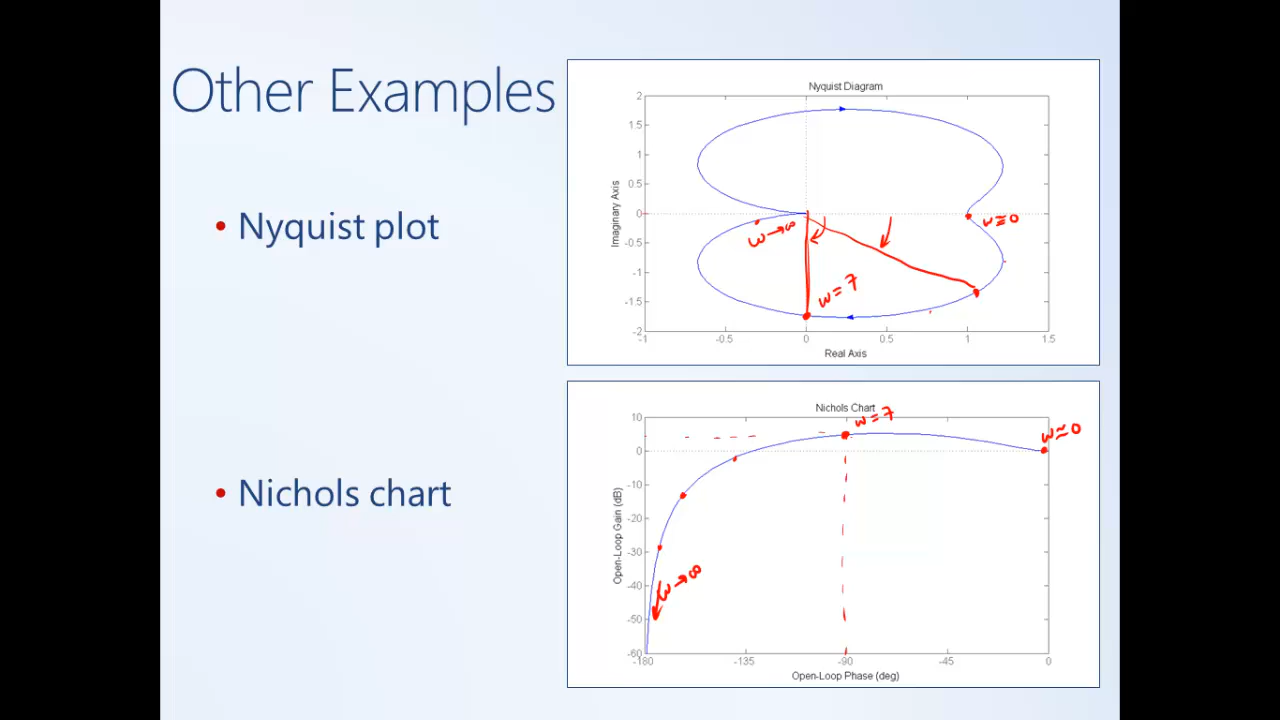 Other Examples
• Nyquist plot
Nyquist Diagram
2
1.5
1
0.5
0
-0.5
-1
-1.5
-2
Imaginary Axis
-1
-0.5
0
0.5
1
1.5
Real Axis
ω→∞
ω≅0
ω=7
• Nichols chart
Nichols Chart
10
0
-10
-20
-30
-40
-50
-60
Open-Loop Gain (dB)
-180
-135
-90
-45
0
Open-Loop Phase (deg)
ω=7
ω≅0
ω→∞